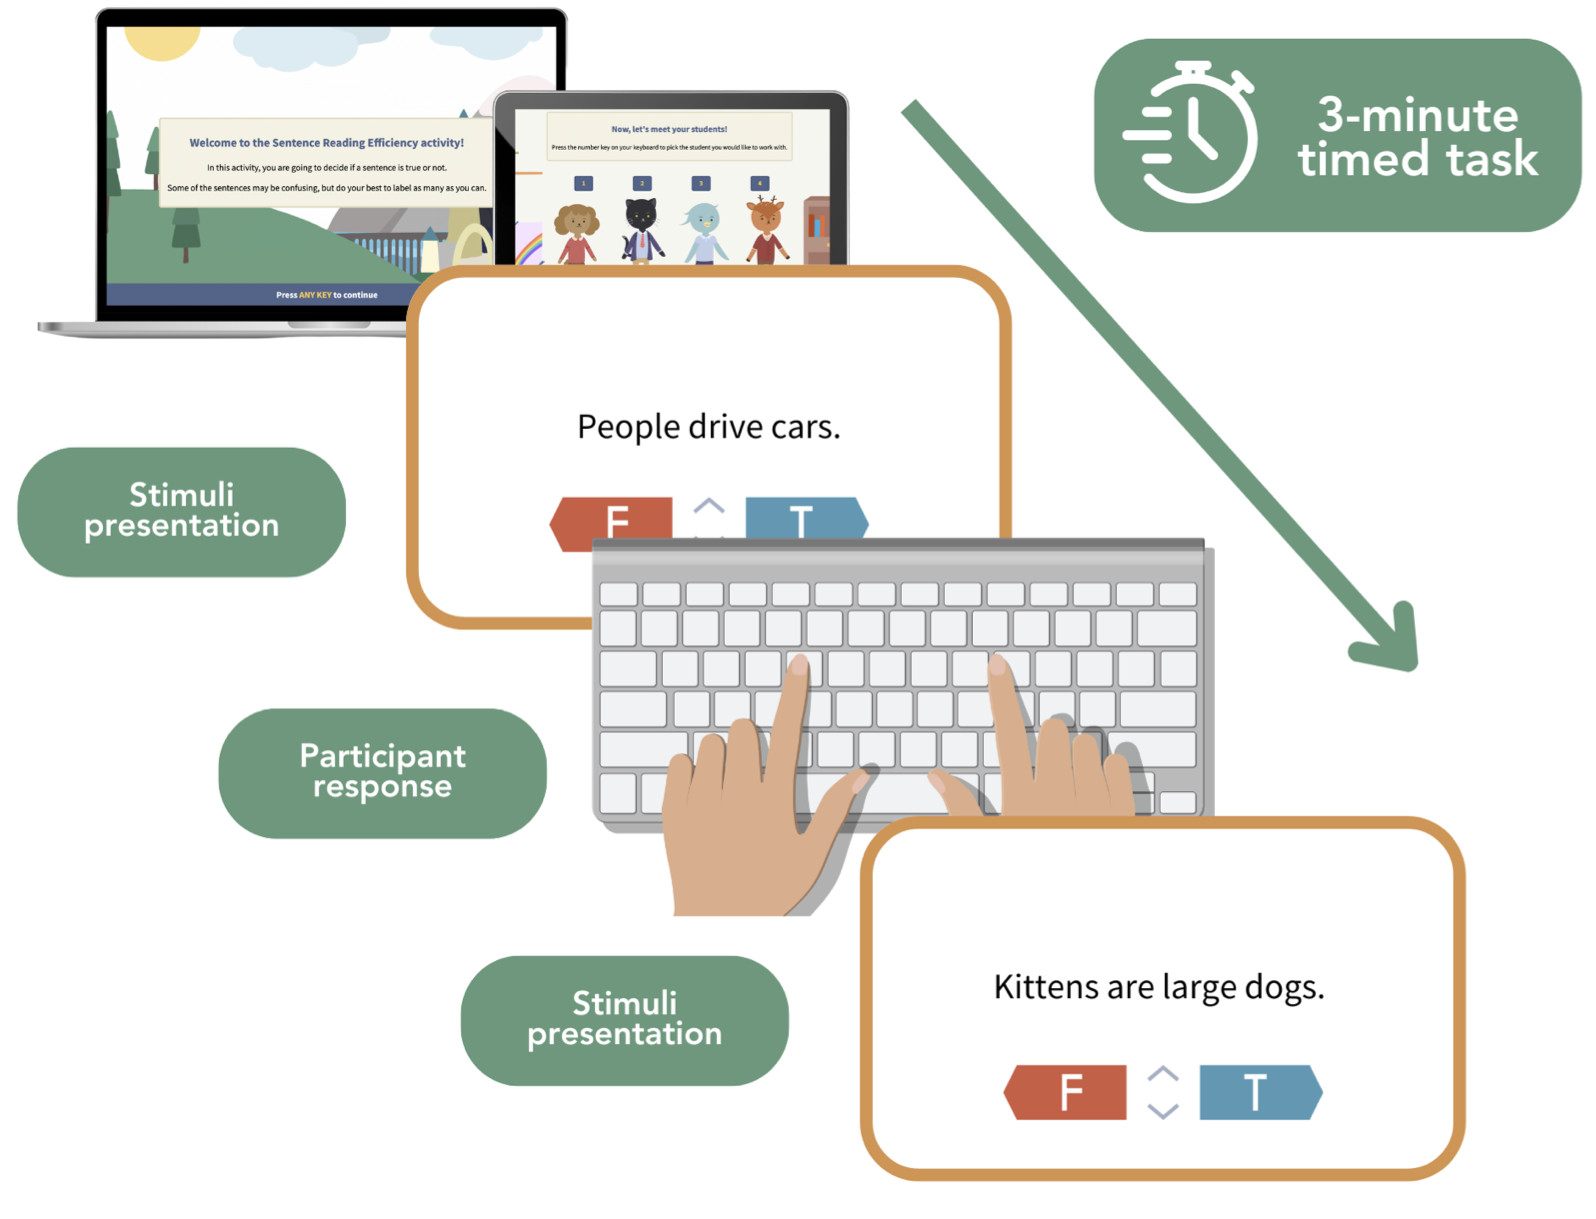 Welcome to the Sentence Reading Efficiency activity!
In this activity, you are going to decide if a sentence is true or not.
Some of the sentences may be confusing, but do your best to label as many as you can.
Press ANY KEY to continue
Now, let's meet your students!
Press the number key on your keyboard to pick the student you would like to work with.
1
2
3
4
3-minute
timed task
People drive cars.
F
T
Stimuli
presentation
Participant
response
Stimuli
presentation
Kittens are large dogs.
F
T